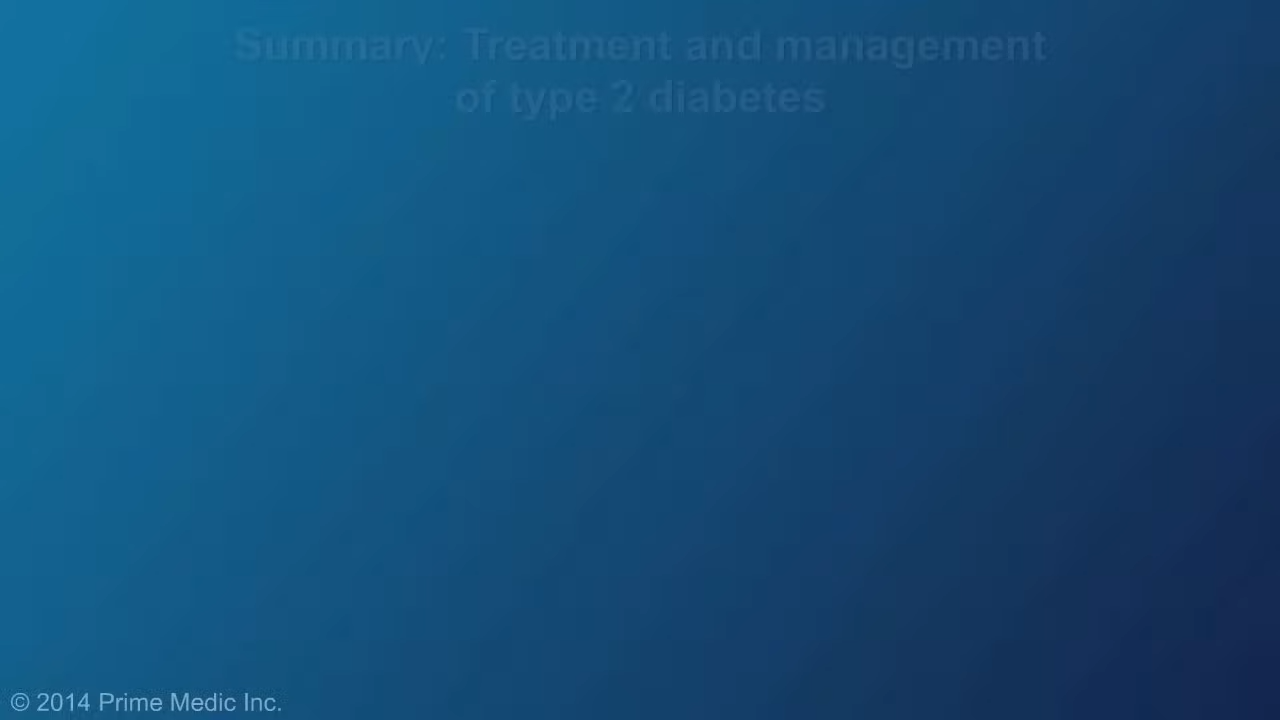 Summary: Treatment and management
of type 2 diabetes
© 2014 Prime Medic Inc.